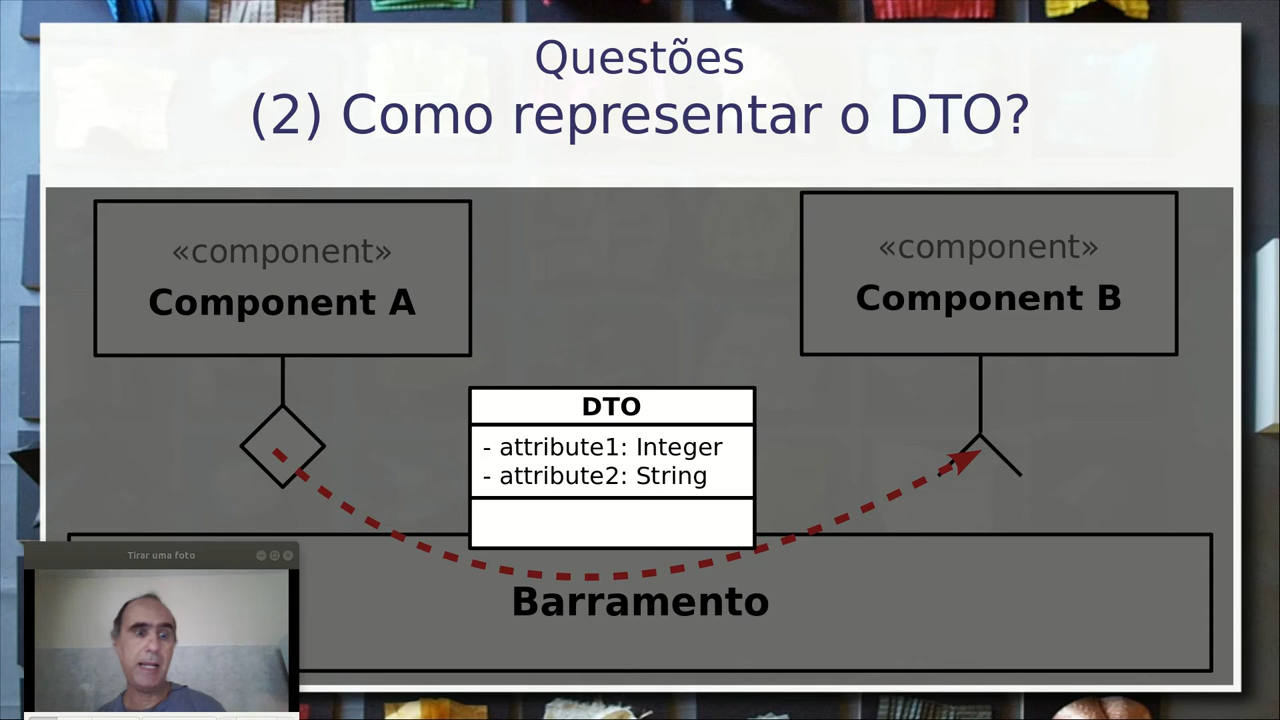 Questões
(2) Como representar o DTO?
«component»
Component A
«component»
Component B
DTO
- attribute1: Integer
- attribute2: String
Barramento
Tirar uma foto